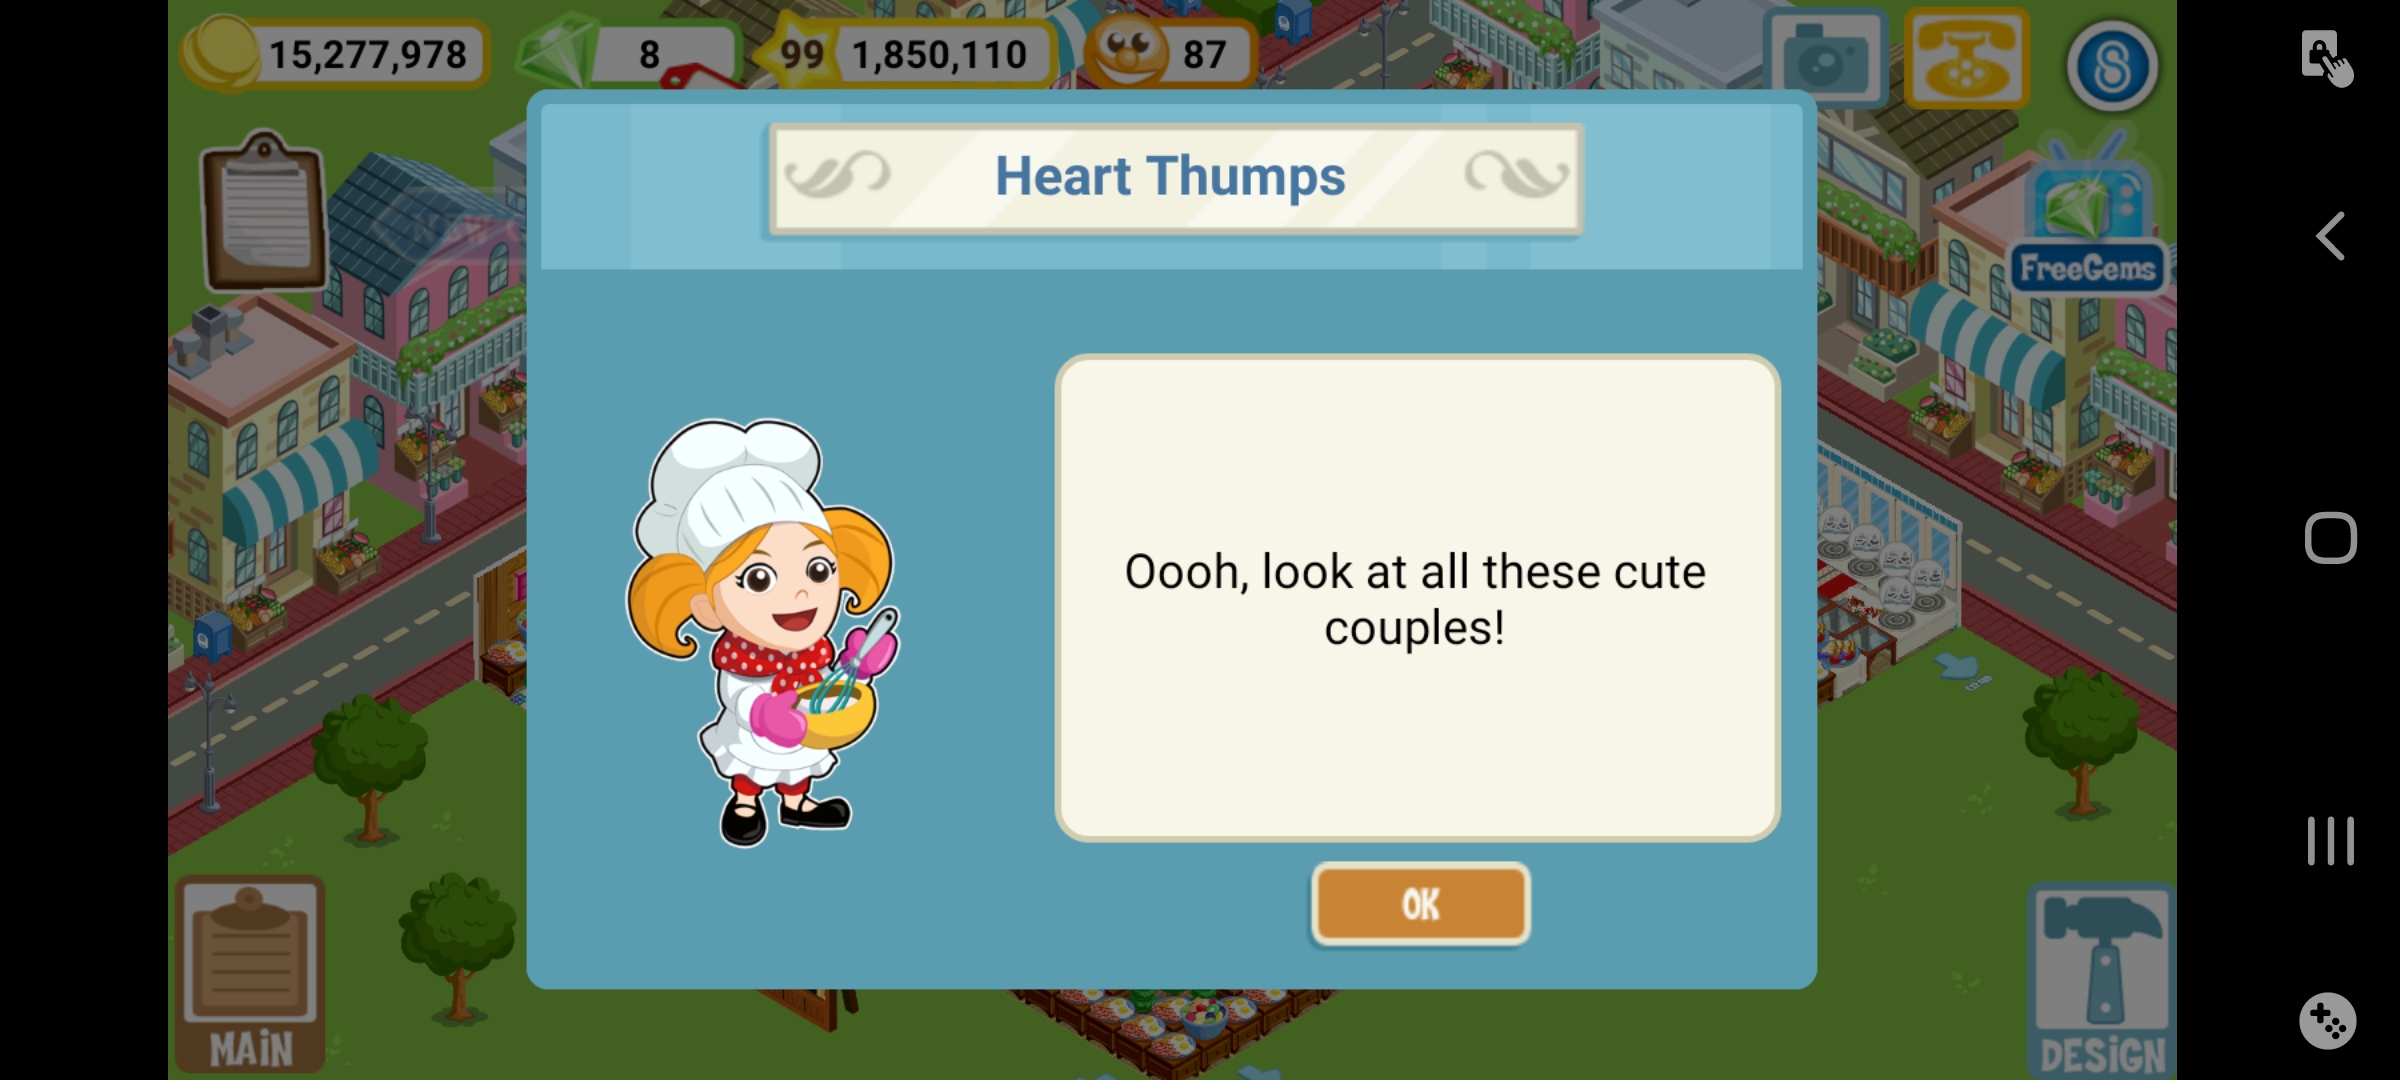 15,277,978
8
99
1,850,110
87
Heart Thumps
FreeGems
Oooh, look at all these cute
couples!
OK
MAiN
DESiGN